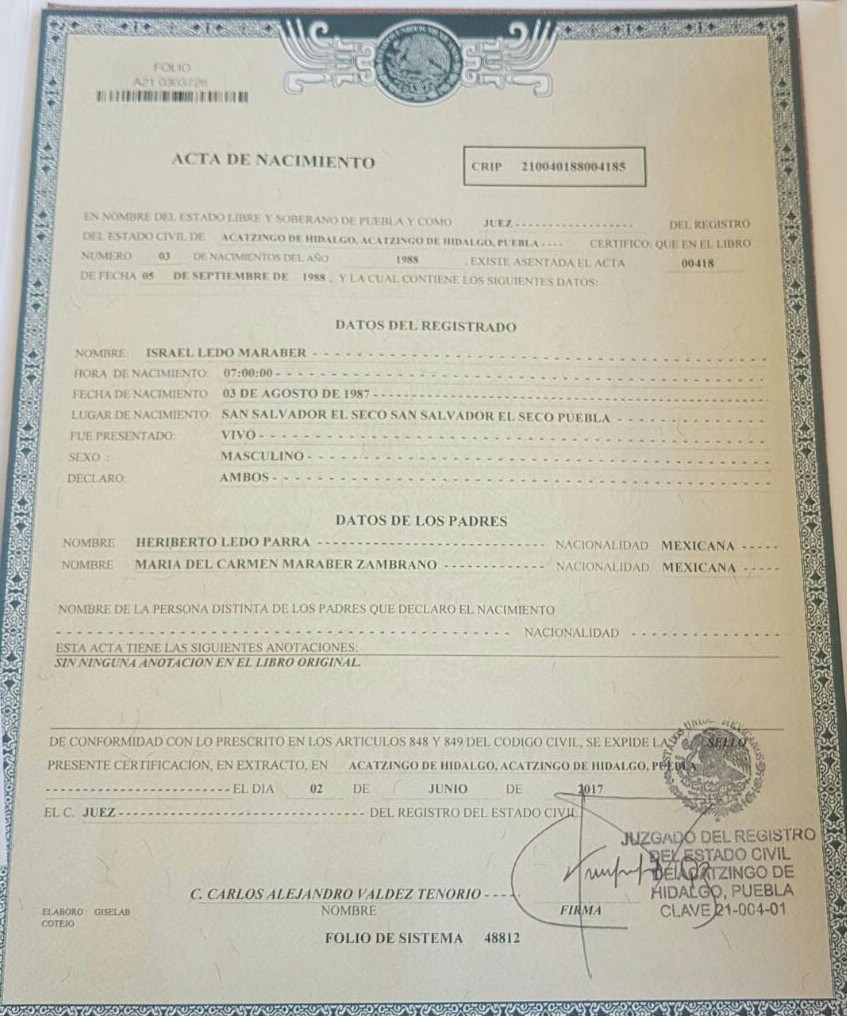 FOLIO
A21 0303726
ACTA DE NACIMIENTO
CRIP 210040188004185
EN NOMBRE DEL ESTADO LIBRE Y SOBERANO DE PUEBLA Y COMO JUEZ - - - - - - - - - - - - - - - - - DEL REGISTRO
DEL ESTADO CIVIL DE ACATZINGO DE HIDALGO, ACATZINGO DE HIDALGO, PUEBLA - - - - CERTIFICO: QUE EN EL LIBRO
NUMERO 03 DE NACIMIENTOS DEL AÑO 1988 , EXISTE ASENTADA EL ACTA 00418
DE FECHA 05 DE SEPTIEMBRE DE 1988 , Y LA CUAL CONTIENE LOS SIGUIENTES DATOS:
DATOS DEL REGISTRADO
NOMBRE: ISRAEL LEDO MARABER
HORA DE NACIMIENTO: 07:00:00
FECHA DE NACIMIENTO 03 DE AGOSTO DE 1987
LUGAR DE NACIMIENTO: SAN SALVADOR EL SECO SAN SALVADOR EL SECO PUEBLA
FUE PRESENTADO: VIVO
SEXO : MASCULINO
DECLARO: AMBOS
DATOS DE LOS PADRES
NOMBRE HERIBERTO LEDO PARRA NACIONALIDAD MEXICANA
NOMBRE MARIA DEL CARMEN MARABER ZAMBRANO NACIONALIDAD MEXICANA
NOMBRE DE LA PERSONA DISTINTA DE LOS PADRES QUE DECLARO EL NACIMIENTO
NACIONALIDAD
ESTA ACTA TIENE LAS SIGUIENTES ANOTACIONES:
SIN NINGUNA ANOTACION EN EL LIBRO ORIGINAL.
DE CONFORMIDAD CON LO PRESCRITO EN LOS ARTICULOS 848 Y 849 DEL CODIGO CIVIL, SE EXPIDE LA SELLO
PRESENTE CERTIFICACIÓN, EN EXTRACTO, EN ACATZINGO DE HIDALGO, ACATZINGO DE HIDALGO, PUEBLA
EL DIA 02 DE JUNIO DE 2017
EL C. JUEZ DEL REGISTRO DEL ESTADO CIVIL
JUZGADO DEL REGISTRO
DEL ESTADO CIVIL
DE ACATZINGO DE
HIDALGO, PUEBLA
CLAVE 21-004-01
C. CARLOS ALEJANDRO VALDEZ TENORIO
NOMBRE FIRMA
ELABORO : GISELAB
COTEJO
FOLIO DE SISTEMA 48812